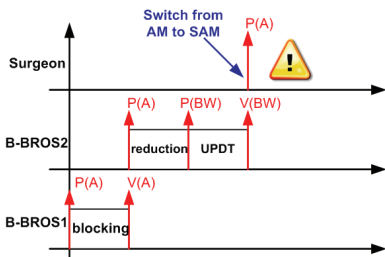 Switch from
AM to SAM
P(A)
!
Surgeon
P(A) P(BW) V(BW)
B-BROS2
reduction UPDT
P(A) V(A)
B-BROS1
blocking